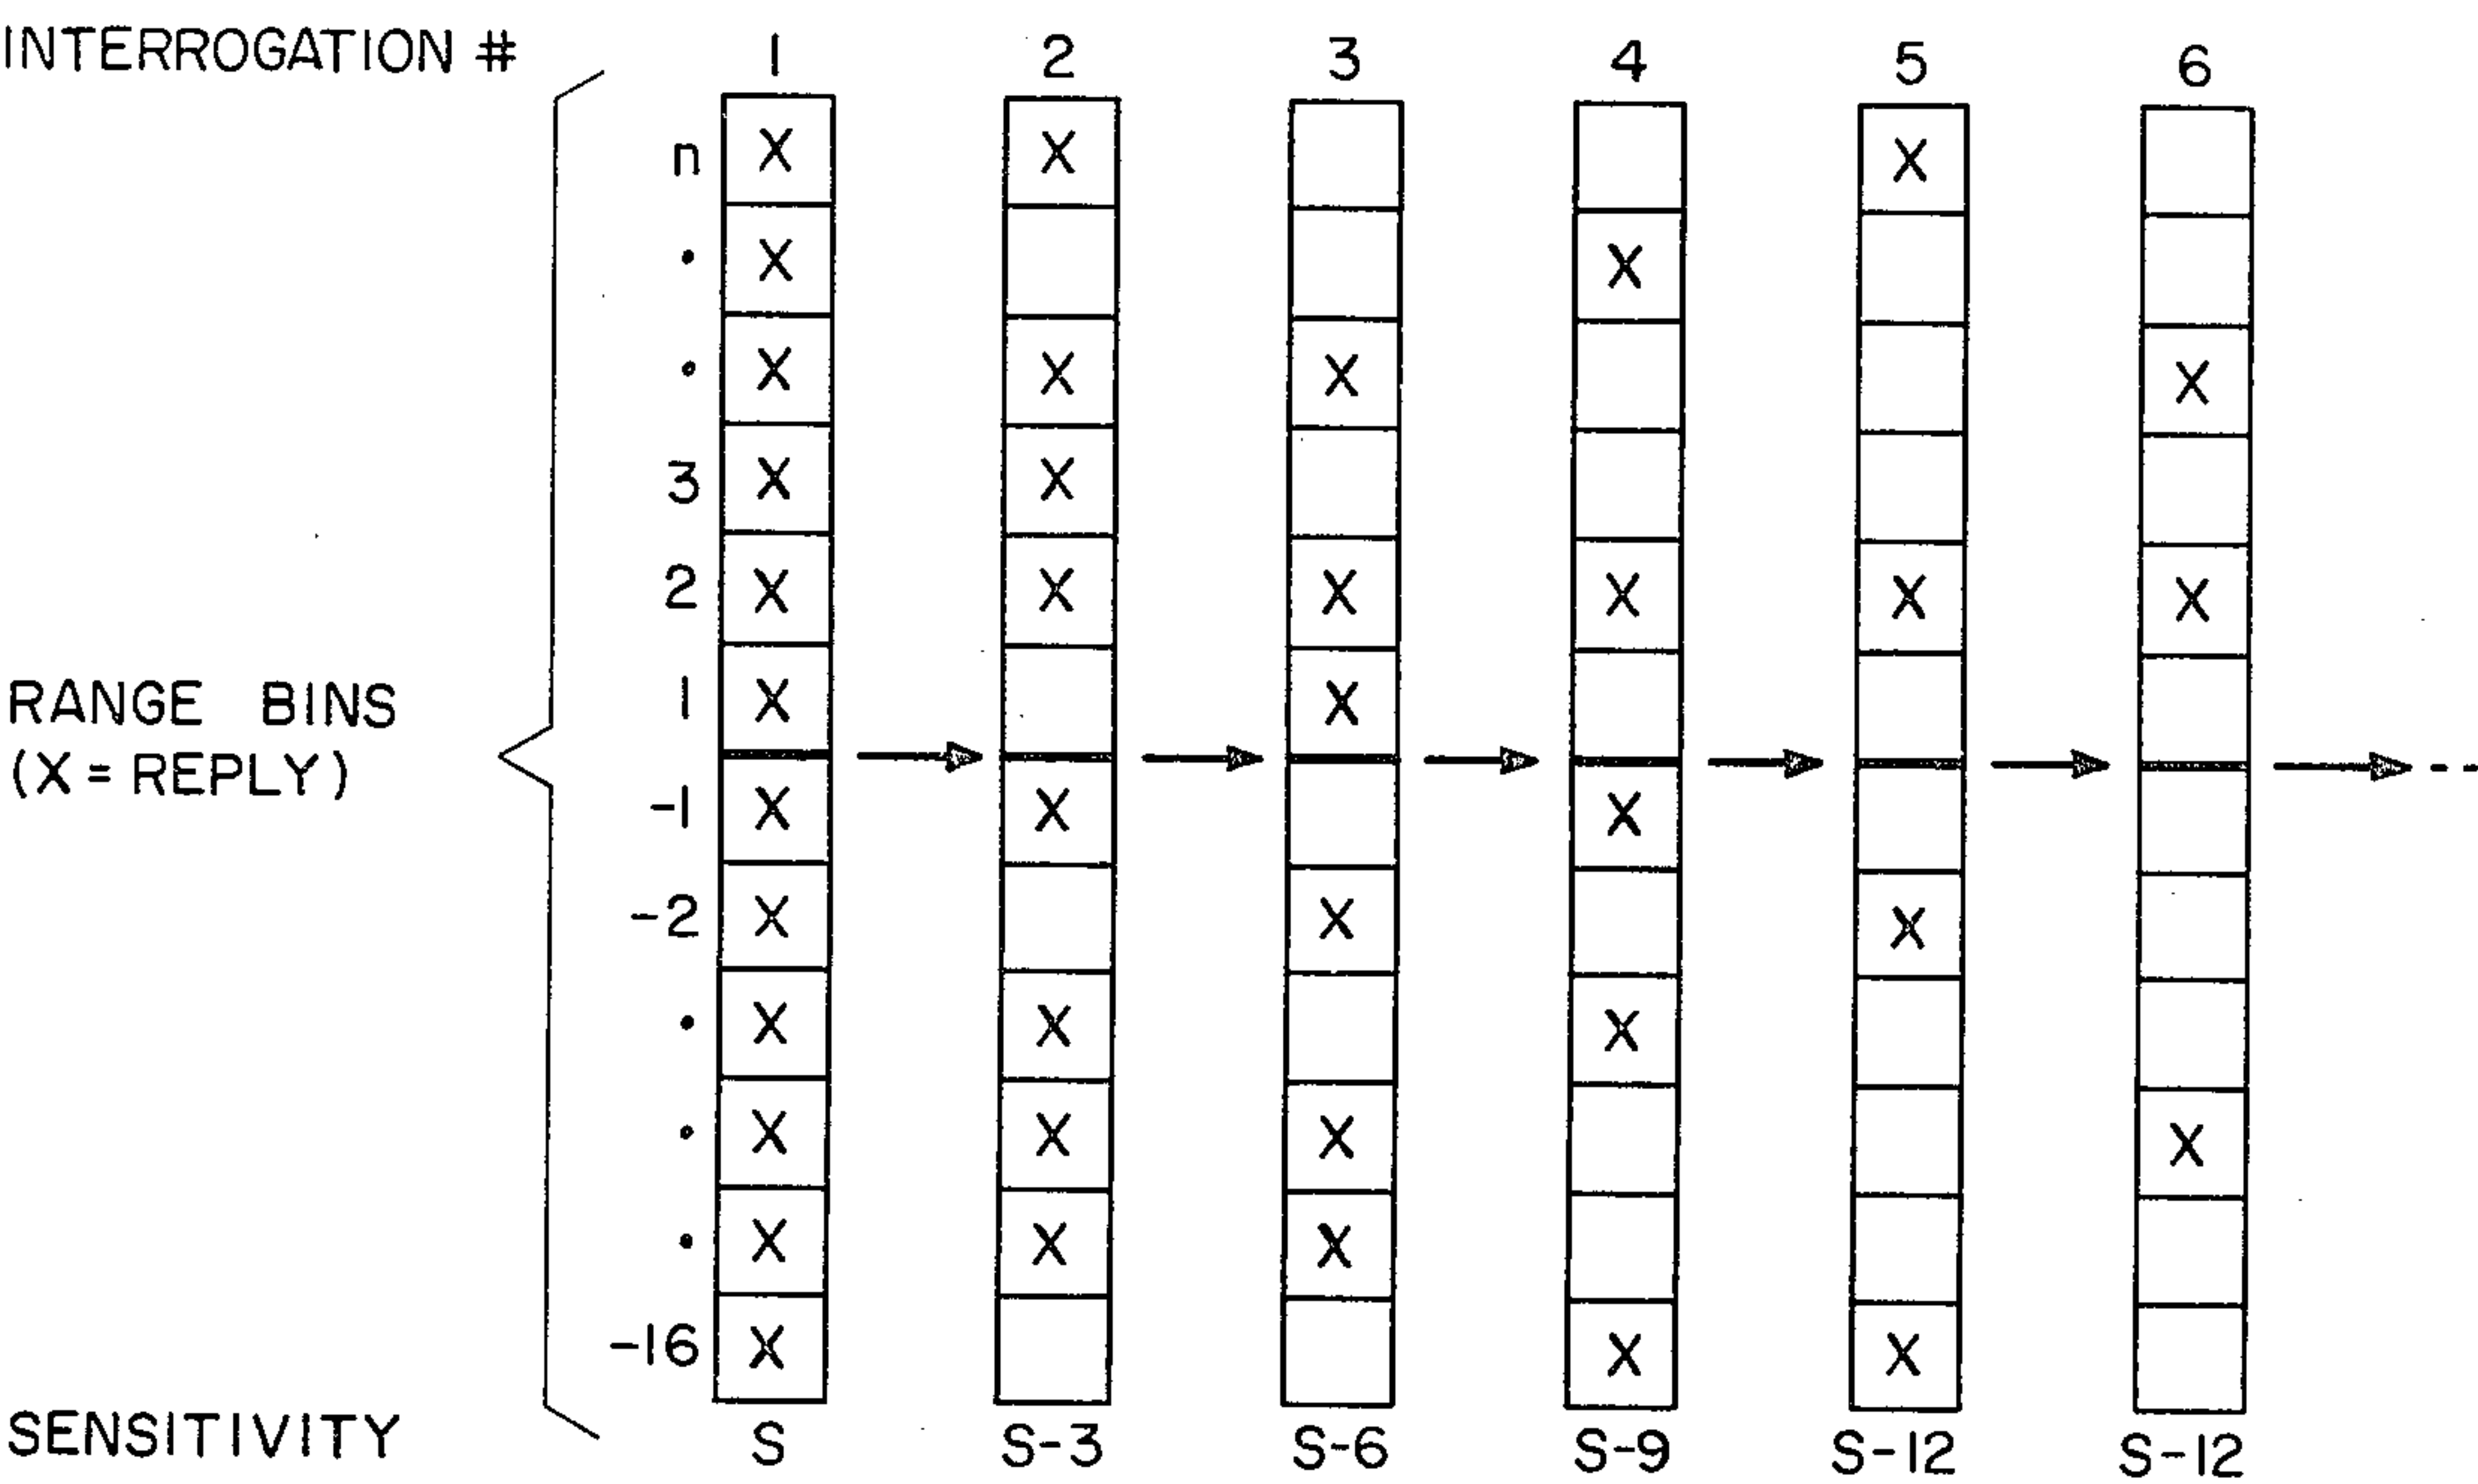 INTERROGATION # 1 2 3 4 5 6
n X X X
• X X
• X X X X
3 X X
2 X X X X X X
RANGE BINS
(X = REPLY)
1 X X
-1 X X X
-2 X X X
• X X X
• X X X X
• X X X
-16 X X X
SENSITIVITY S S-3 S-6 S-9 S-12 S-12